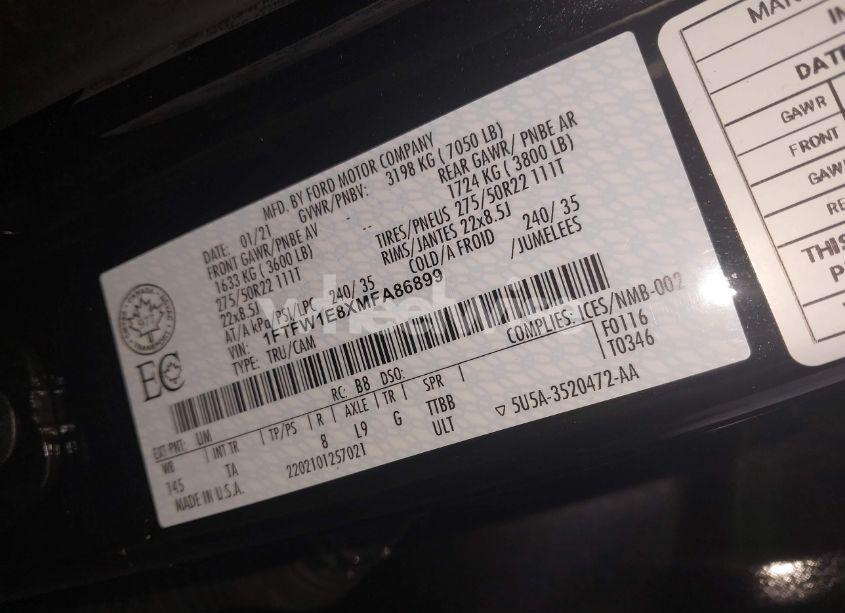 MFD. BY FORD MOTOR COMPANY
DATE: 01/21 GVWR/PNBV: 3198 KG ( 7050 LB)
FRONT GAWR/PNBE AV REAR GAWR/ PNBE AR
1633 KG ( 3600 LB) -- 1724 KG ( 3800 LB)
275/50R22 111T TIRES/PNEUS 275/50R22 111T
22x8.5J RIMS/JANTES 22x8.5J
AT/A kPa/PSI/LPC 240/ 35 COLD/A FROID 240/ 35
VIN: 1FTFW1E8XMFA86899 /JUMELEES
TYPE: TRU/CAM
COMPLIES: ICES/NMB-002
EC
F0116
T0346
RC: B8 DSO:
EXT PNT: UM
WB INT TR TP/PS R AXLE TR SPR
145 TA 8 L9 G TTBB
2202101257021 ULT
▽ 5U5A-3520472-AA
MADE IN U.S.A.
DATE
GAWR
FRONT
THIS